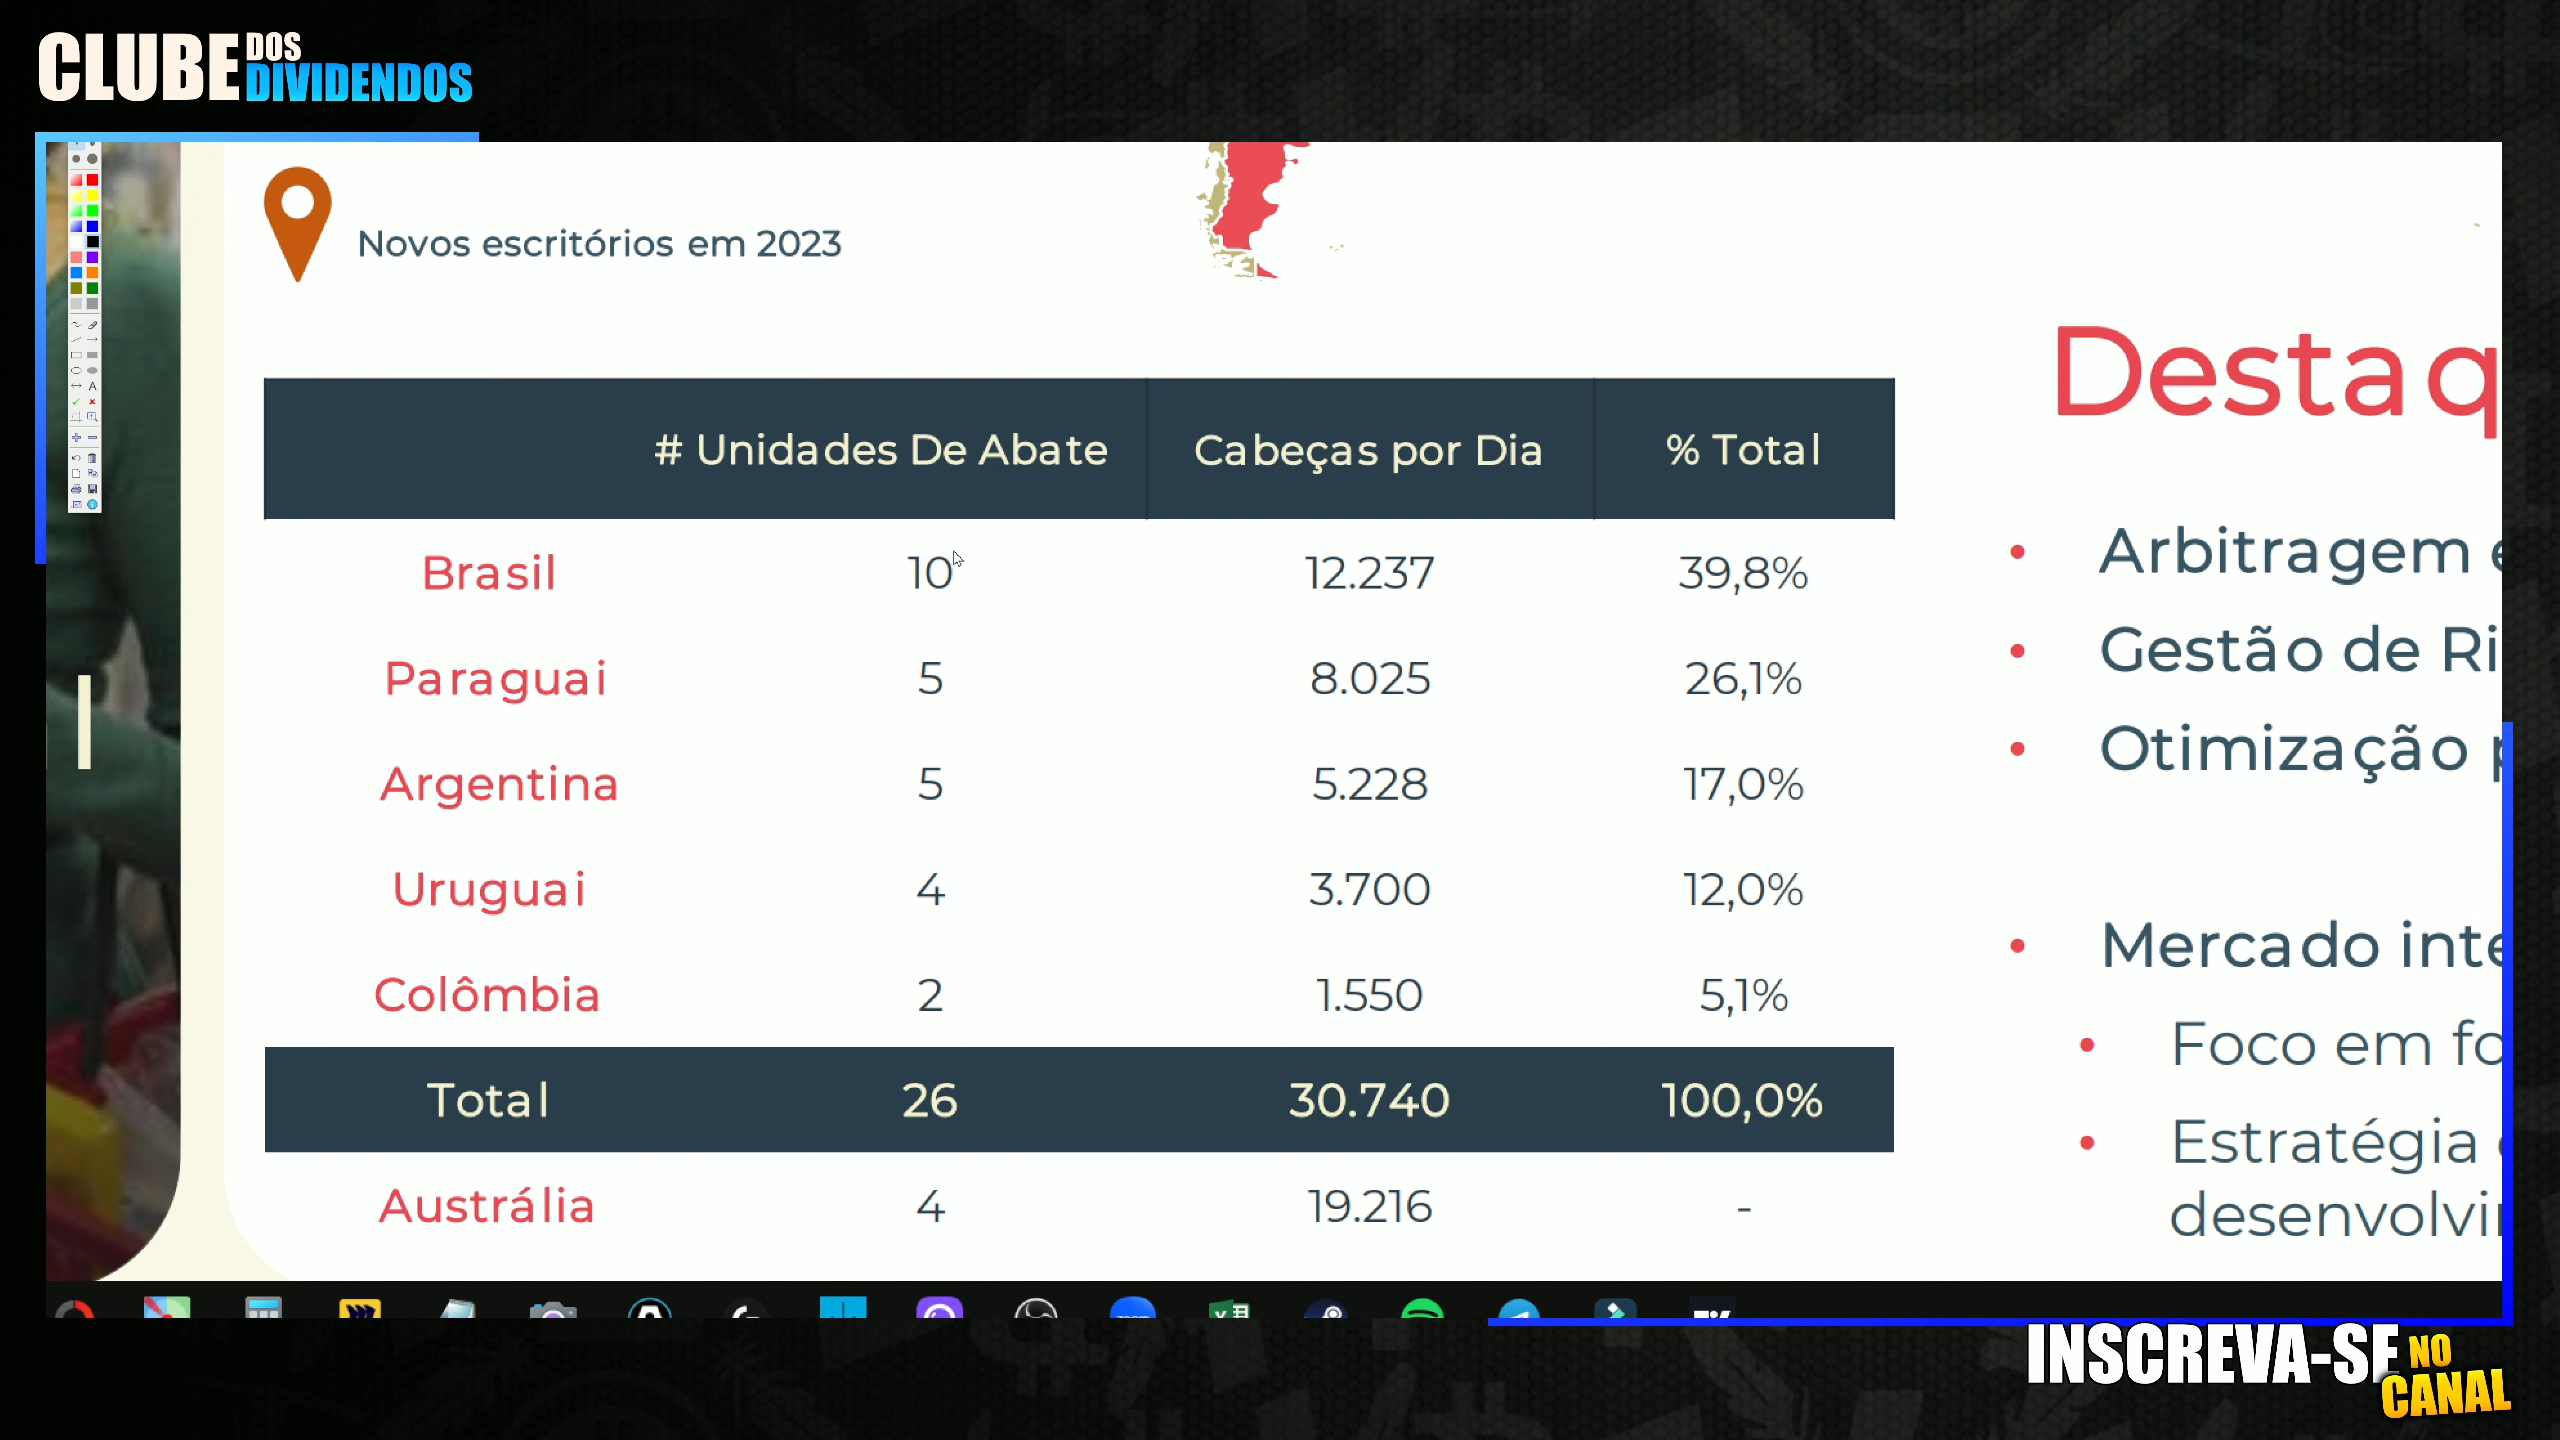 CLUBE DOS DIVIDENDOS
Novos escritórios em 2023
# Unidades De Abate Cabeças por Dia % Total
Brasil 10 12.237 39,8%
Paraguai 5 8.025 26,1%
Argentina 5 5.228 17,0%
Uruguai 4 3.700 12,0%
Colômbia 2 1.550 5,1%
Total 26 30.740 100,0%
Austrália 4 19.216 -
Destaq
• Arbitragem
• Gestão de Ri
• Otimização
• Mercado inte
• Foco em fo
• Estratégia
desenvolvi
INSCREVA-SE NO CANAL